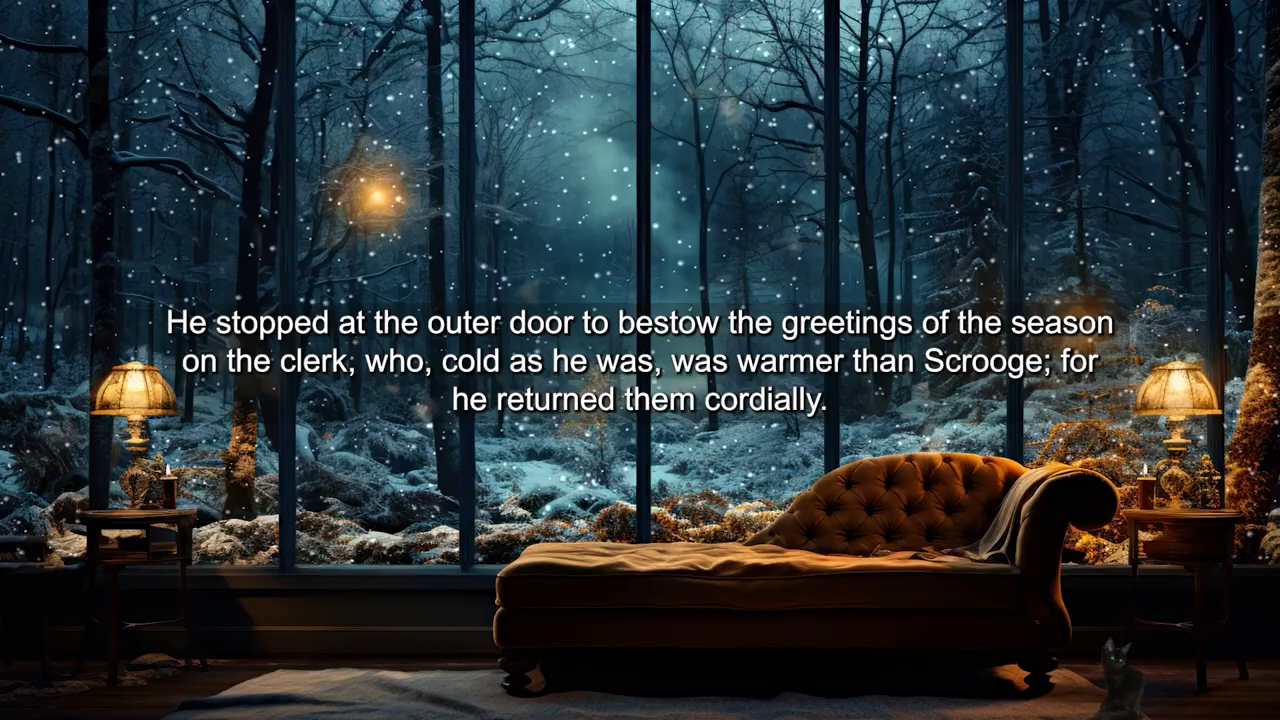 He stopped at the outer door to bestow the greetings of the season
on the clerk, who, cold as he was, was warmer than Scrooge; for
he returned them cordially.